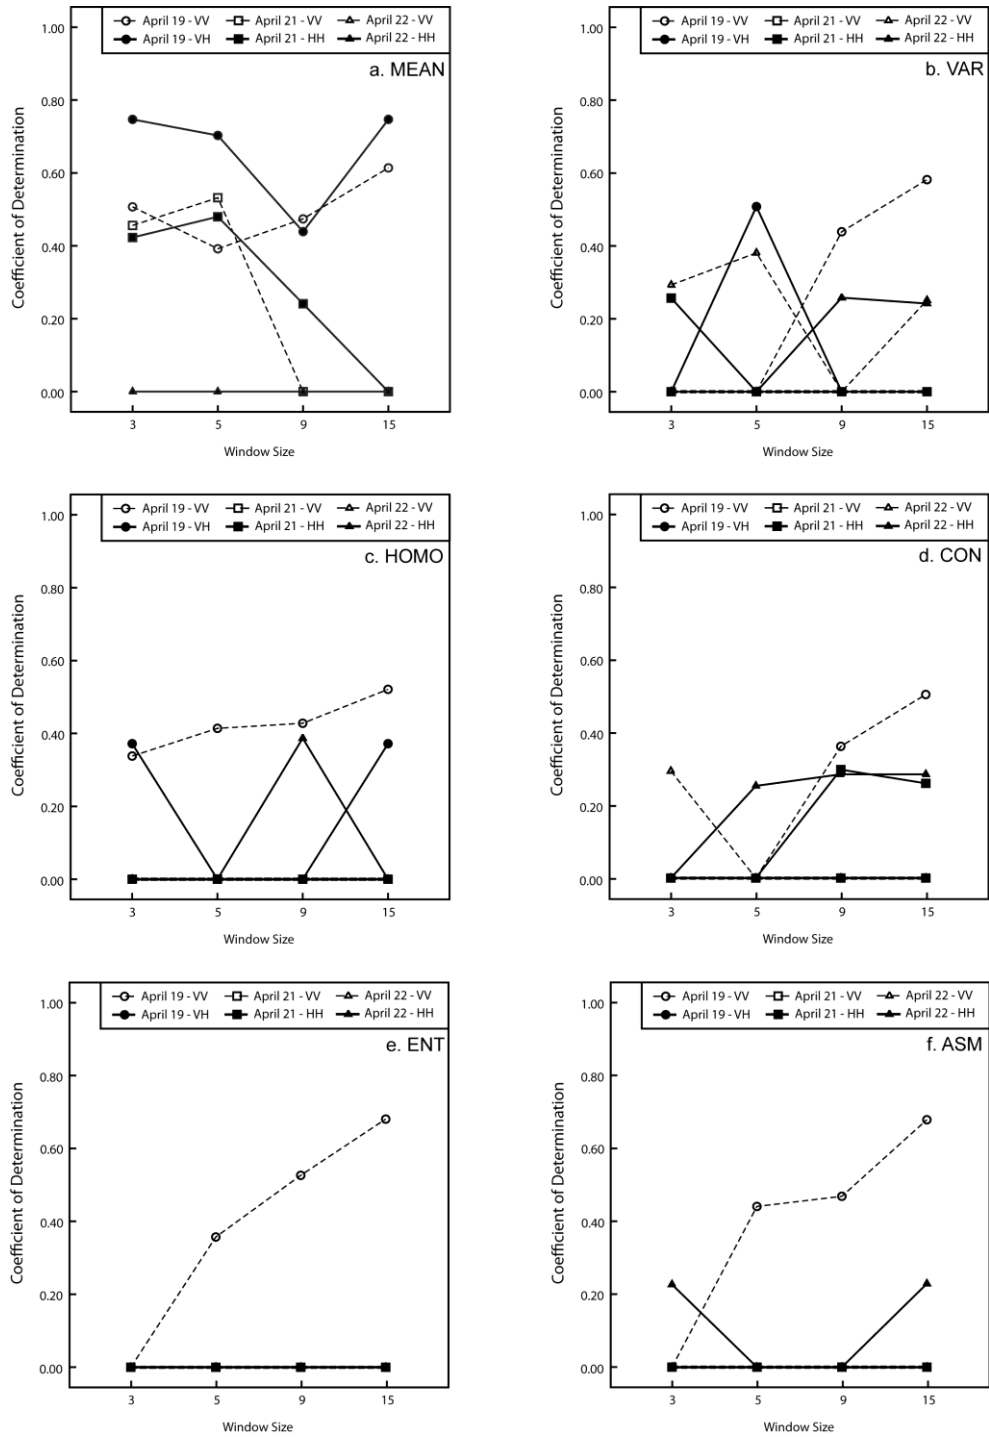 April 19 - VV April 21 - VV April 22 - VV
April 19 - VH April 21 - HH April 22 - HH
a. MEAN
1.00
0.80
0.60
0.40
0.20
0.00
Coefficient of Determination
3 5 9 15
Window Size
April 19 - VV April 21 - VV April 22 - VV
April 19 - VH April 21 - HH April 22 - HH
b. VAR
1.00
0.80
0.60
0.40
0.20
0.00
Coefficient of Determination
3 5 9 15
Window Size
April 19 - VV April 21 - VV April 22 - VV
April 19 - VH April 21 - HH April 22 - HH
c. HOMO
1.00
0.80
0.60
0.40
0.20
0.00
Coefficient of Determination
3 5 9 15
Window Size
April 19 - VV April 21 - VV April 22 - VV
April 19 - VH April 21 - HH April 22 - HH
d. CON
1.00
0.80
0.60
0.40
0.20
0.00
Coefficient of Determination
3 5 9 15
Window Size
April 19 - VV April 21 - VV April 22 - VV
April 19 - VH April 21 - HH April 22 - HH
e. ENT
1.00
0.80
0.60
0.40
0.20
0.00
Coefficient of Determination
3 5 9 15
Window Size
April 19 - VV April 21 - VV April 22 - VV
April 19 - VH April 21 - HH April 22 - HH
f. ASM
1.00
0.80
0.60
0.40
0.20
0.00
Coefficient of Determination
3 5 9 15
Window Size